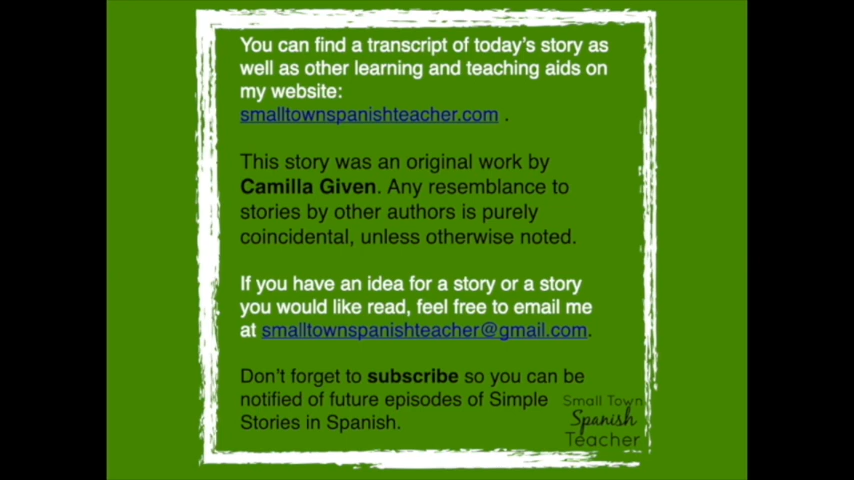 You can find a transcript of today's story as
well as other learning and teaching aids on
my website:
smalltownspanishteacher.com .
This story was an original work by
Camilla Given. Any resemblance to
stories by other authors is purely
coincidental, unless otherwise noted.
If you have an idea for a story or a story
you would like read, feel free to email me
at smalltownspanishteacher@gmail.com.
Don't forget to subscribe so you can be
notified of future episodes of Simple
Stories in Spanish.
Small Town
Spanish
Teacher